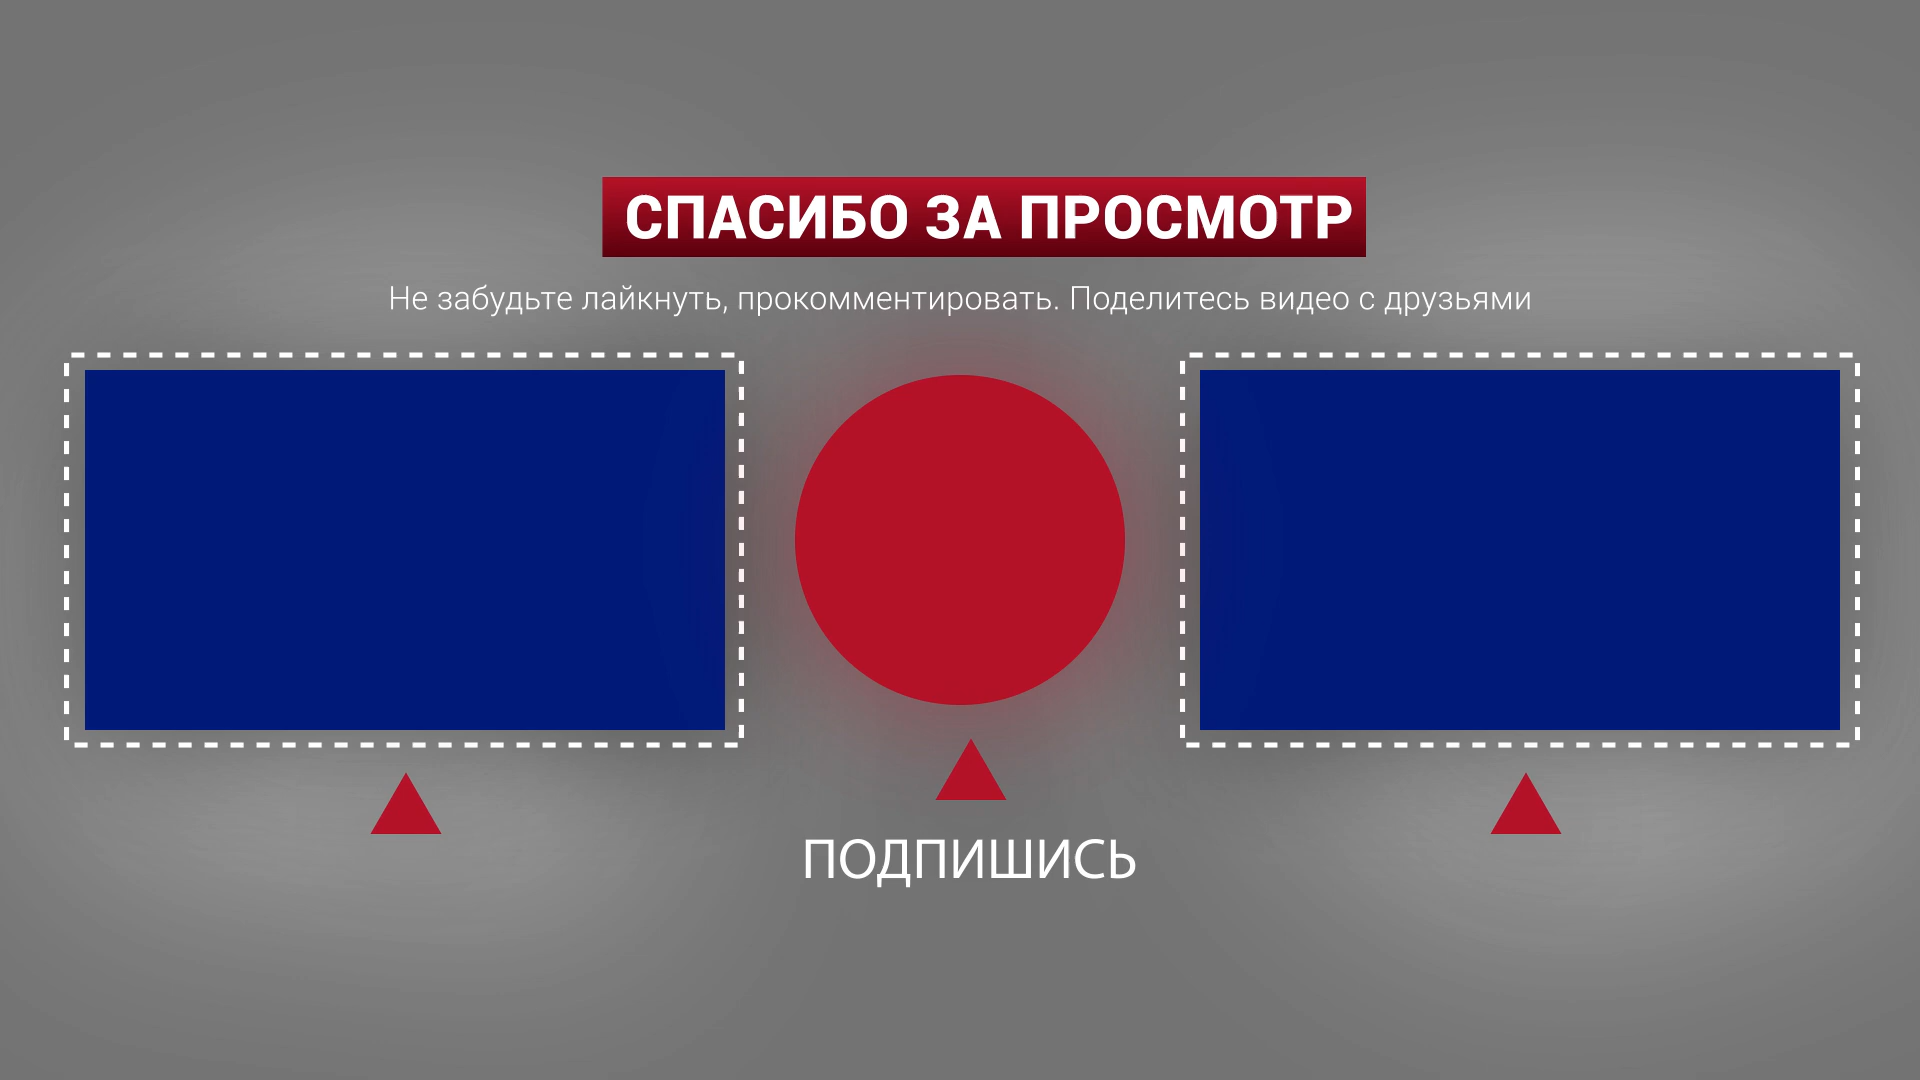 СПАСИБО ЗА ПРОСМОТР
Не забудьте лайкнуть, прокомментировать. Поделитесь видео с друзьями
ПОДПИШИСЬ